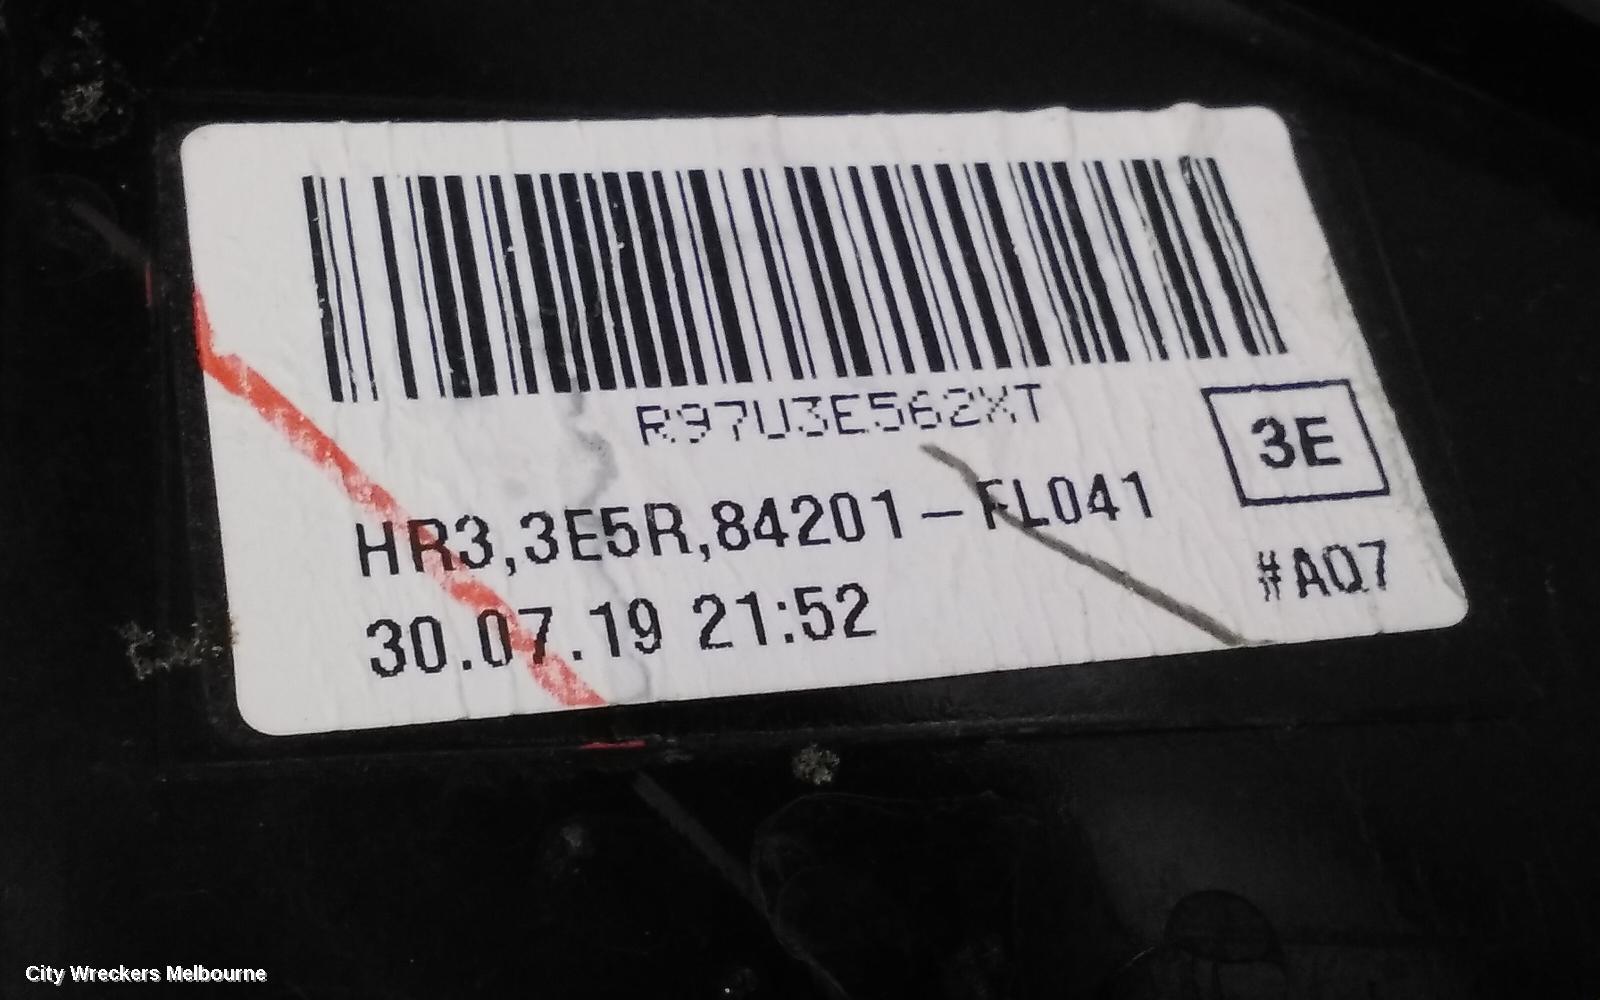 R97U3E562XT
3E
HR3,3E5R,84201-FL041
#AQ7
30.07.19 21:52
City Wreckers Melbourne